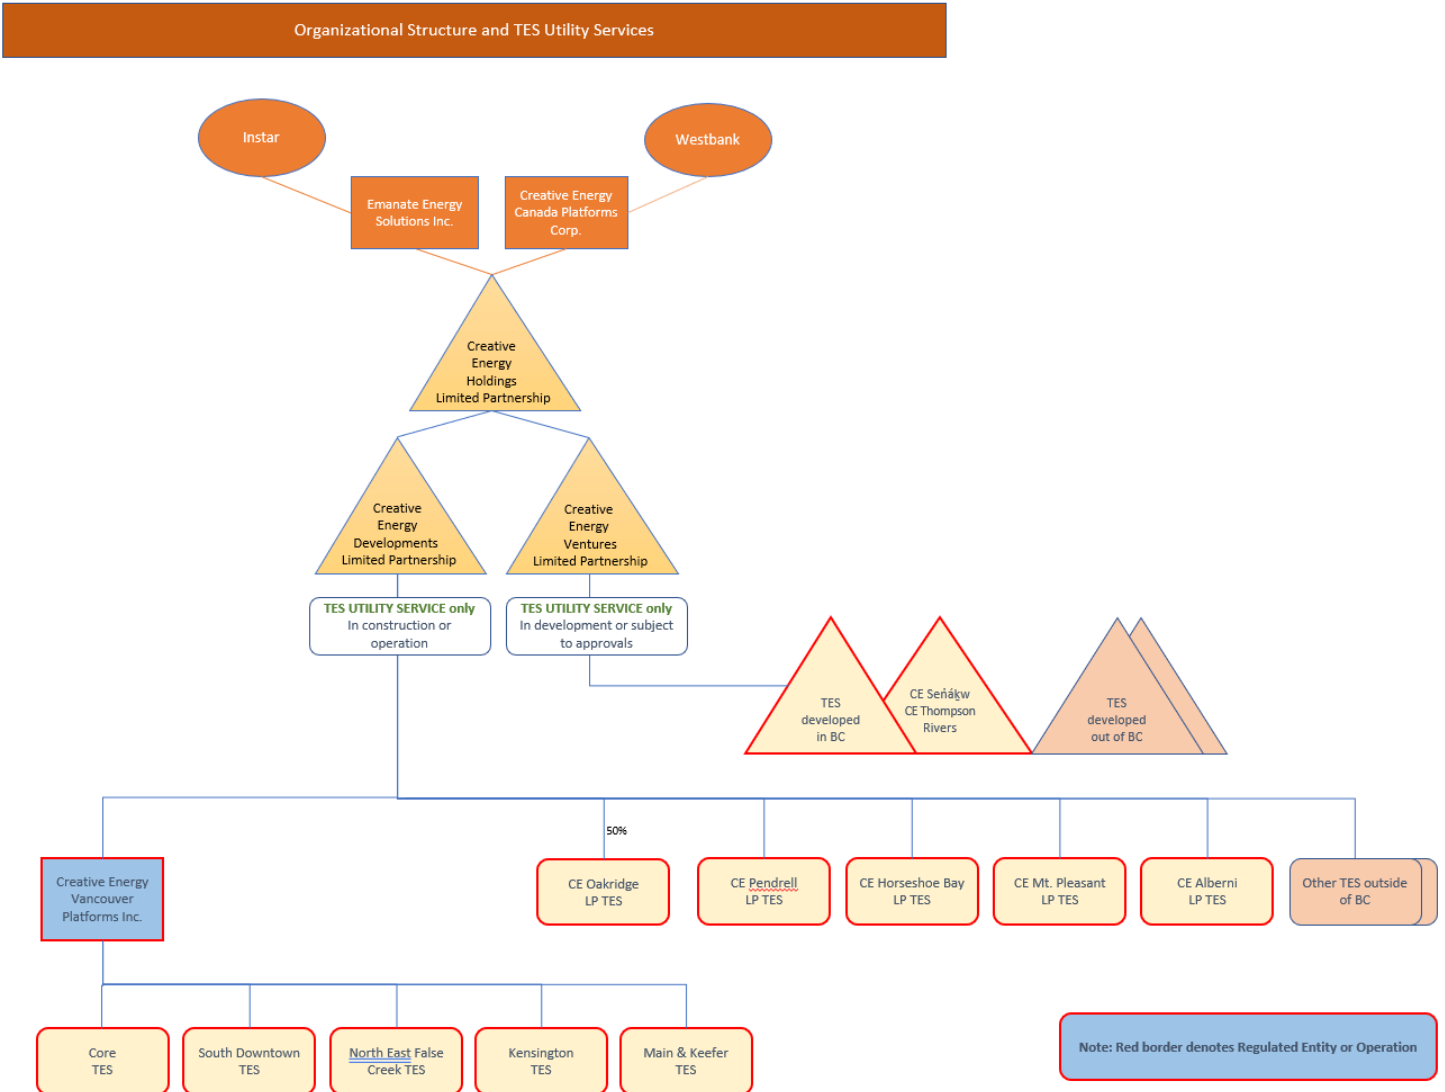 Organizational Structure and TES Utility Services
Instar
Westbank
Emanate Energy
Solutions Inc.
Creative Energy
Canada Platforms
Corp.
Creative
Energy
Holdings
Limited Partnership
Creative
Energy
Developments
Limited Partnership
Creative
Energy
Ventures
Limited Partnership
TES UTILITY SERVICE only
In construction or
operation
TES UTILITY SERVICE only
In development or subject
to approvals
TES
developed
in BC
CE Seńáḵw
CE Thompson
Rivers
TES
developed
out of BC
50%
Creative Energy
Vancouver
Platforms Inc.
CE Oakridge
LP TES
CE Pendrell
LP TES
CE Horseshoe Bay
LP TES
CE Mt. Pleasant
LP TES
CE Alberni
LP TES
Other TES outside
of BC
Core
TES
South Downtown
TES
North East False
Creek TES
Kensington
TES
Main & Keefer
TES
Note: Red border denotes Regulated Entity or Operation